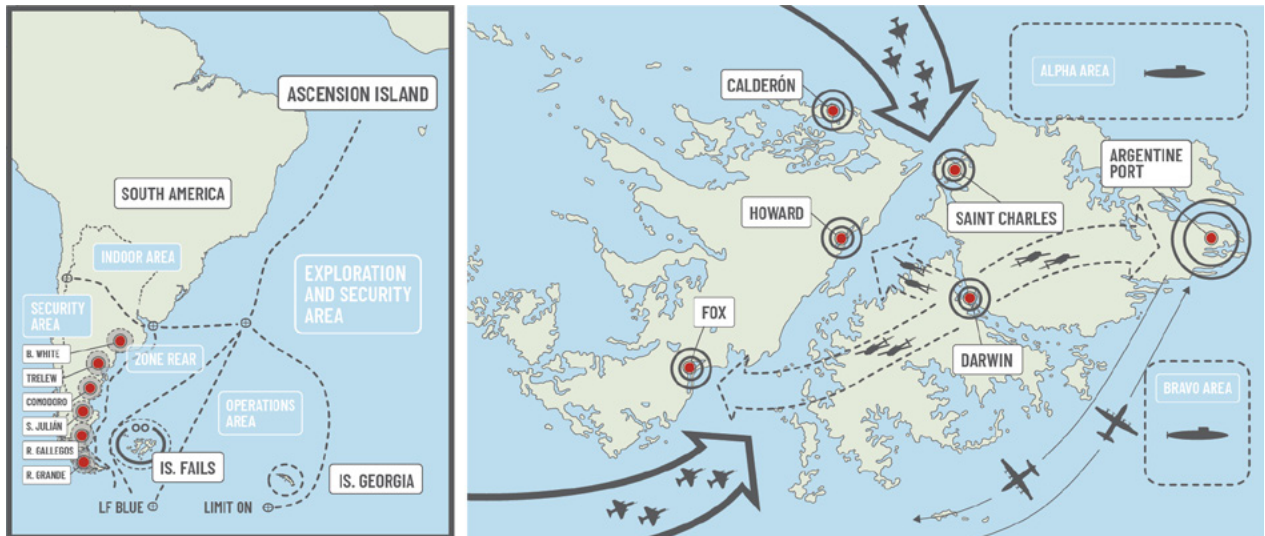 ASCENSION ISLAND
SOUTH AMERICA
INDOOR AREA
EXPLORATION
AND SECURITY
AREA
SECURITY
AREA
B. WHITE
ZONE REAR
TRELEW
COMODORO
OPERATIONS
AREA
S. JULIÁN
R. GALLEGOS
R. GRANDE
IS. FAILS
IS. GEORGIA
LF BLUE
LIMIT ON
CALDERÓN
ALPHA AREA
ARGENTINE
PORT
HOWARD
SAINT CHARLES
FOX
DARWIN
BRAVO AREA